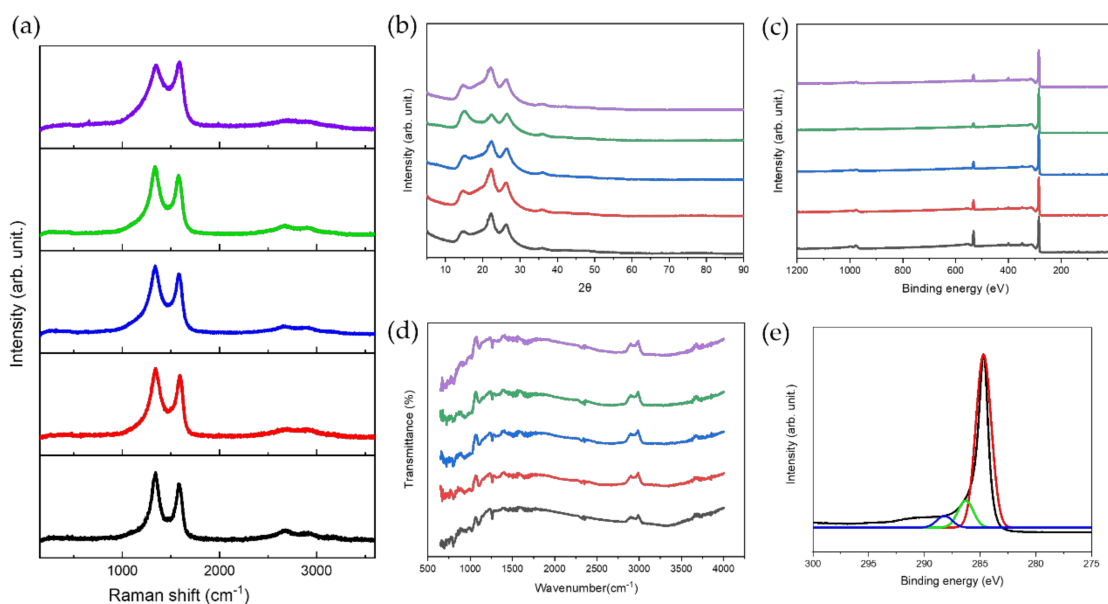 (a)
Intensity (arb. unit.)
1000
2000
3000
Raman shift (cm-1)
(b)
Intensity (arb. unit.)
10
20
30
40
50
60
70
80
90
2θ
(c)
Intensity (arb. unit.)
1200
1000
800
600
400
200
0
Binding energy (eV)
(d)
Transmittance (%)
500
1000
1500
2000
2500
3000
3500
4000
Wavenumber(cm-1)
(e)
Intensity (arb. unit.)
300
295
290
285
280
275
Binding energy (eV)